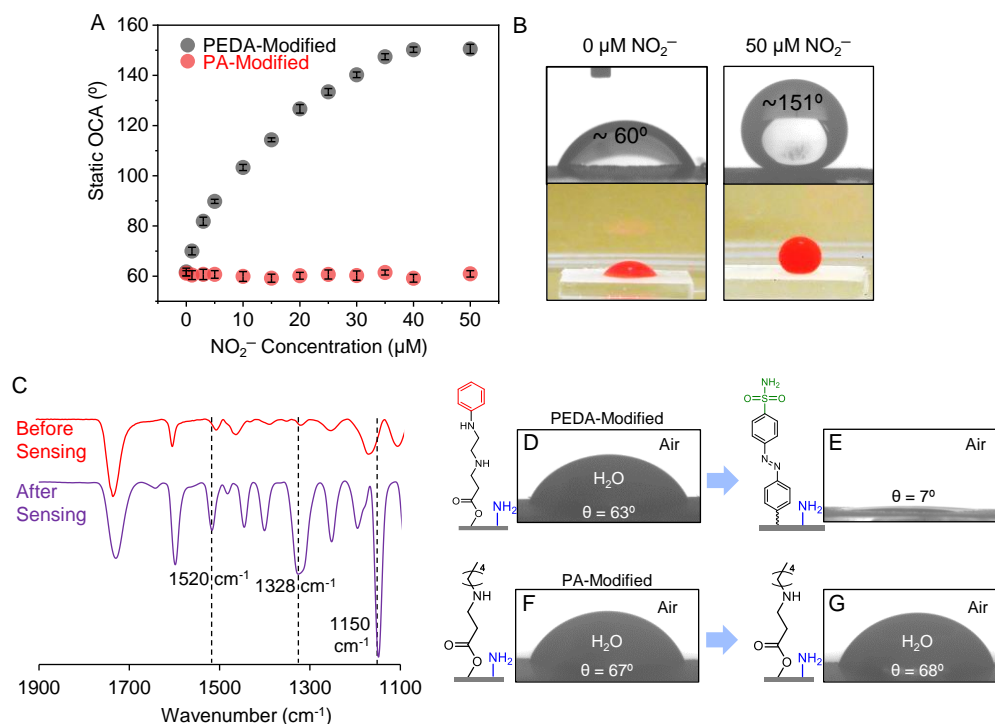 A
160
140
120
100
80
60
Static OCA (º)
PEDA-Modified
PA-Modified
0 10 20 30 40 50
NO₂⁻ Concentration (µM)
B
0 µM NO₂⁻ 50 µM NO₂⁻
~ 60º
~151º
C
Before
Sensing
After
Sensing
1520 cm⁻¹
1328 cm⁻¹
1150
cm⁻¹
1900 1700 1500 1300 1100
Wavenumber (cm⁻¹)
PEDA-Modified
HN
NH
O
O
NH₂
D
Air
H₂O
θ = 63º
NH₂
O=S=O
N
N
NH₂
E
Air
θ = 7º
PA-Modified
4
NH
O
O
NH₂
F
Air
H₂O
θ = 67º
4
NH
O
O
NH₂
G
Air
H₂O
θ = 68º